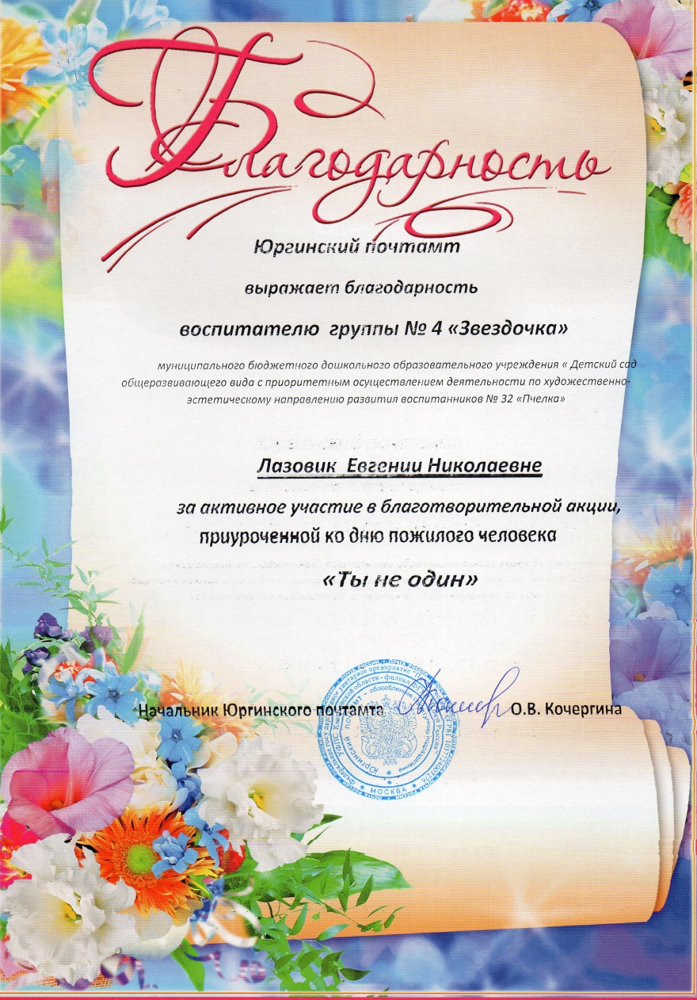 Благодарность
Юргинский почтамт
выражает благодарность
воспитателю группы № 4 «Звездочка»
муниципального бюджетного дошкольного образовательного учреждения « Детский сад
общеразвивающего вида с приоритетным осуществлением деятельности по художественно-
эстетическому направлению развития воспитанников № 32 «Пчелка»
Лазовик Евгении Николаевне
за активное участие в благотворительной акции,
приуроченной ко дню пожилого человека
«Ты не один»
Начальник Юргинского почтамта О.В. Кочергина
МОСКВА